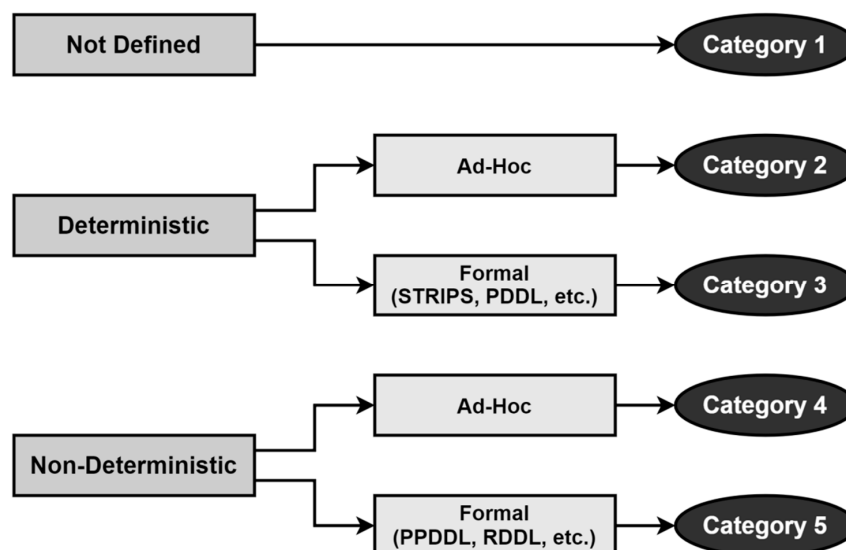 Not Defined
Category 1
Ad-Hoc
Category 2
Deterministic
Formal
(STRIPS, PDDL, etc.)
Category 3
Ad-Hoc
Category 4
Non-Deterministic
Formal
(PPDDL, RDDL, etc.)
Category 5